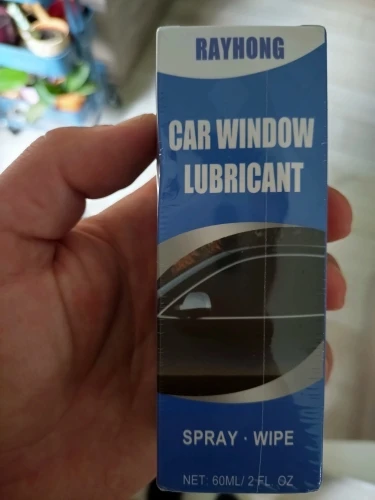 RAYHONG
CAR WINDOW
LUBRICANT
SPRAY · WIPE
NET: 60ML/ 2 FL. OZ